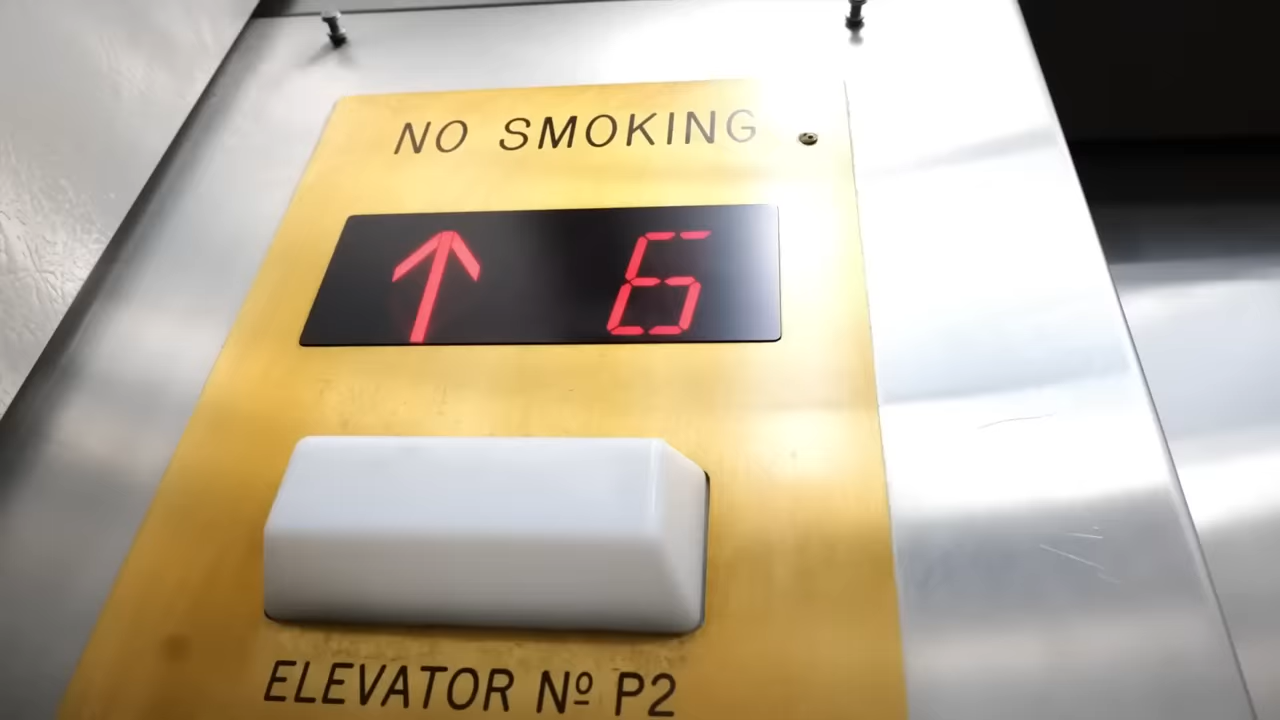 NO SMOKING
↑ 6
ELEVATOR Nº P2